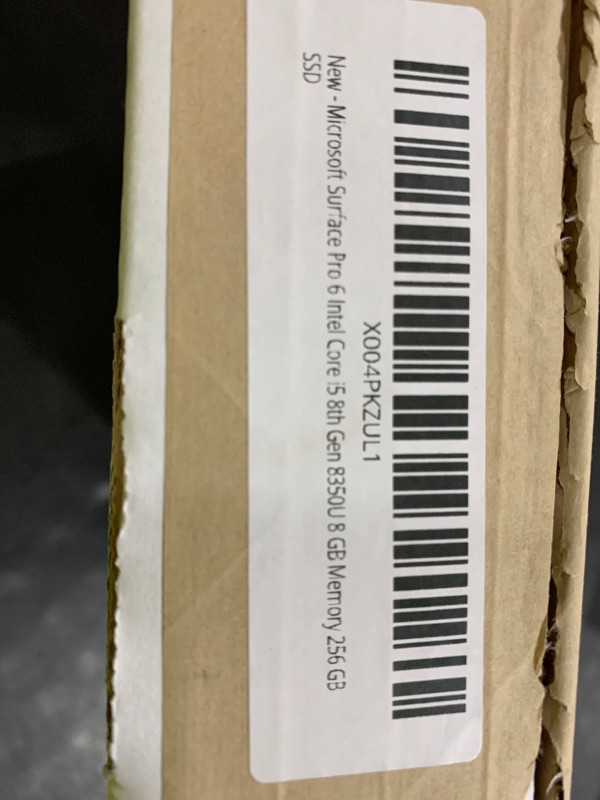 X004PKZUL1
New - Microsoft Surface Pro 6 Intel Core i5 8th Gen 8350U 8 GB Memory 256 GB
SSD